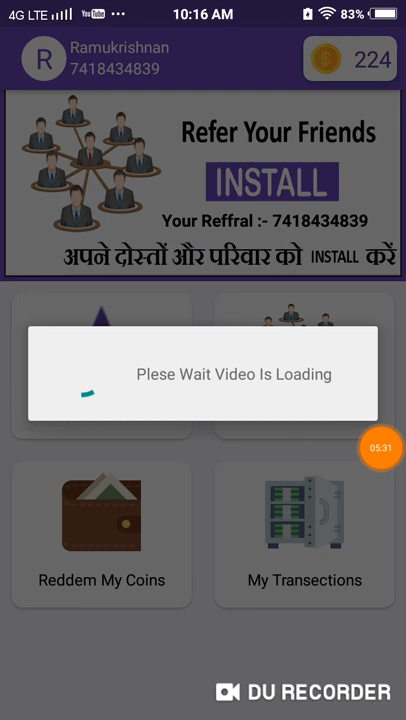 4G LTE YouTube ... 10:16 AM 83%
R Ramukrishnan
7418434839
224
Refer Your Friends
INSTALL
Your Reffral :- 7418434839
अपने दोस्तों और परिवार को INSTALL करें
Plese Wait Video Is Loading
05:31
Reddem My Coins
My Transections
DU RECORDER